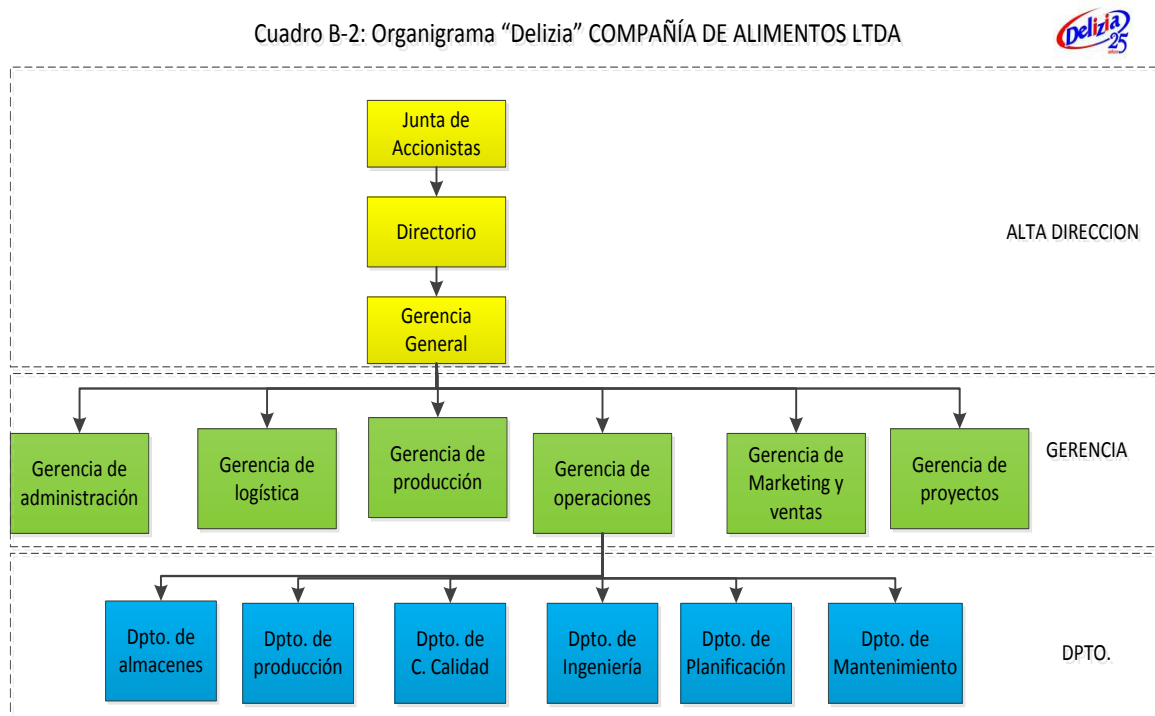 Cuadro B-2: Organigrama “Delizia” COMPAÑÍA DE ALIMENTOS LTDA
Delizia
25
Junta de
Accionistas
Directorio
ALTA DIRECCION
Gerencia
General
Gerencia de
administración
Gerencia de
logística
Gerencia de
producción
Gerencia de
operaciones
Gerencia de
Marketing y
ventas
Gerencia de
proyectos
GERENCIA
Dpto. de
almacenes
Dpto. de
producción
Dpto. de
C. Calidad
Dpto. de
Ingeniería
Dpto. de
Planificación
Dpto. de
Mantenimiento
DPTO.